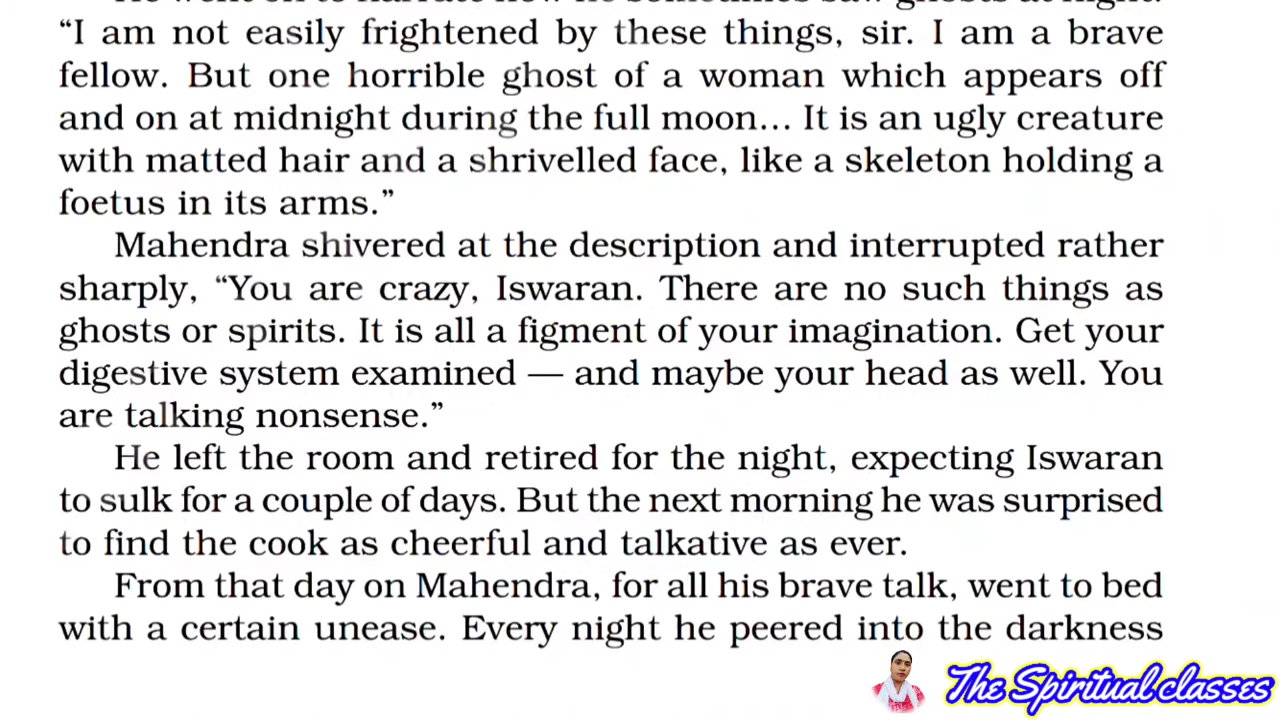 "I am not easily frightened by these things, sir. I am a brave
fellow. But one horrible ghost of a woman which appears off
and on at midnight during the full moon... It is an ugly creature
with matted hair and a shrivelled face, like a skeleton holding a
foetus in its arms."
Mahendra shivered at the description and interrupted rather
sharply, "You are crazy, Iswaran. There are no such things as
ghosts or spirits. It is all a figment of your imagination. Get your
digestive system examined — and maybe your head as well. You
are talking nonsense."
He left the room and retired for the night, expecting Iswaran
to sulk for a couple of days. But the next morning he was surprised
to find the cook as cheerful and talkative as ever.
From that day on Mahendra, for all his brave talk, went to bed
with a certain unease. Every night he peered into the darkness
The Spiritual classes